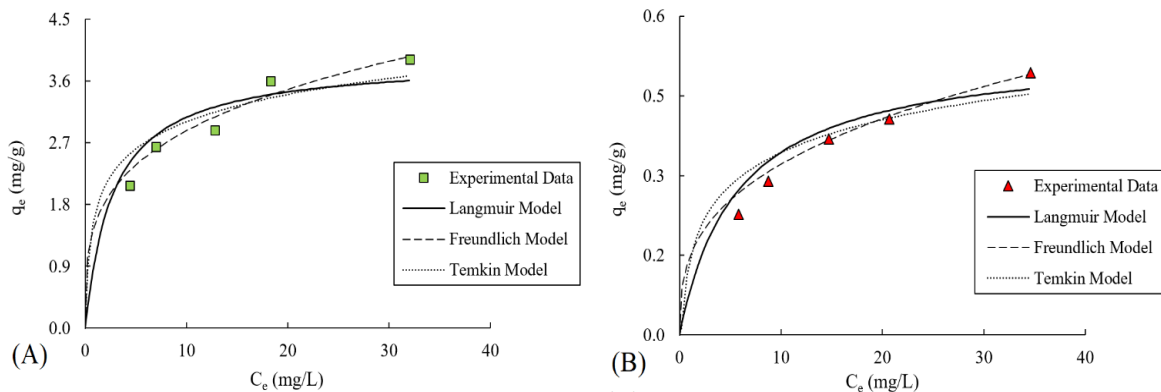 4.5
3.6
2.7
1.8
0.9
0.0
qe (mg/g)
Experimental Data
Langmuir Model
Freundlich Model
Temkin Model
0 10 20 30 40
Ce (mg/L)
(A)
0.6
0.5
0.3
0.2
0.0
qe (mg/g)
Experimental Data
Langmuir Model
Freundlich Model
Temkin Model
0 10 20 30 40
Ce (mg/L)
(B)